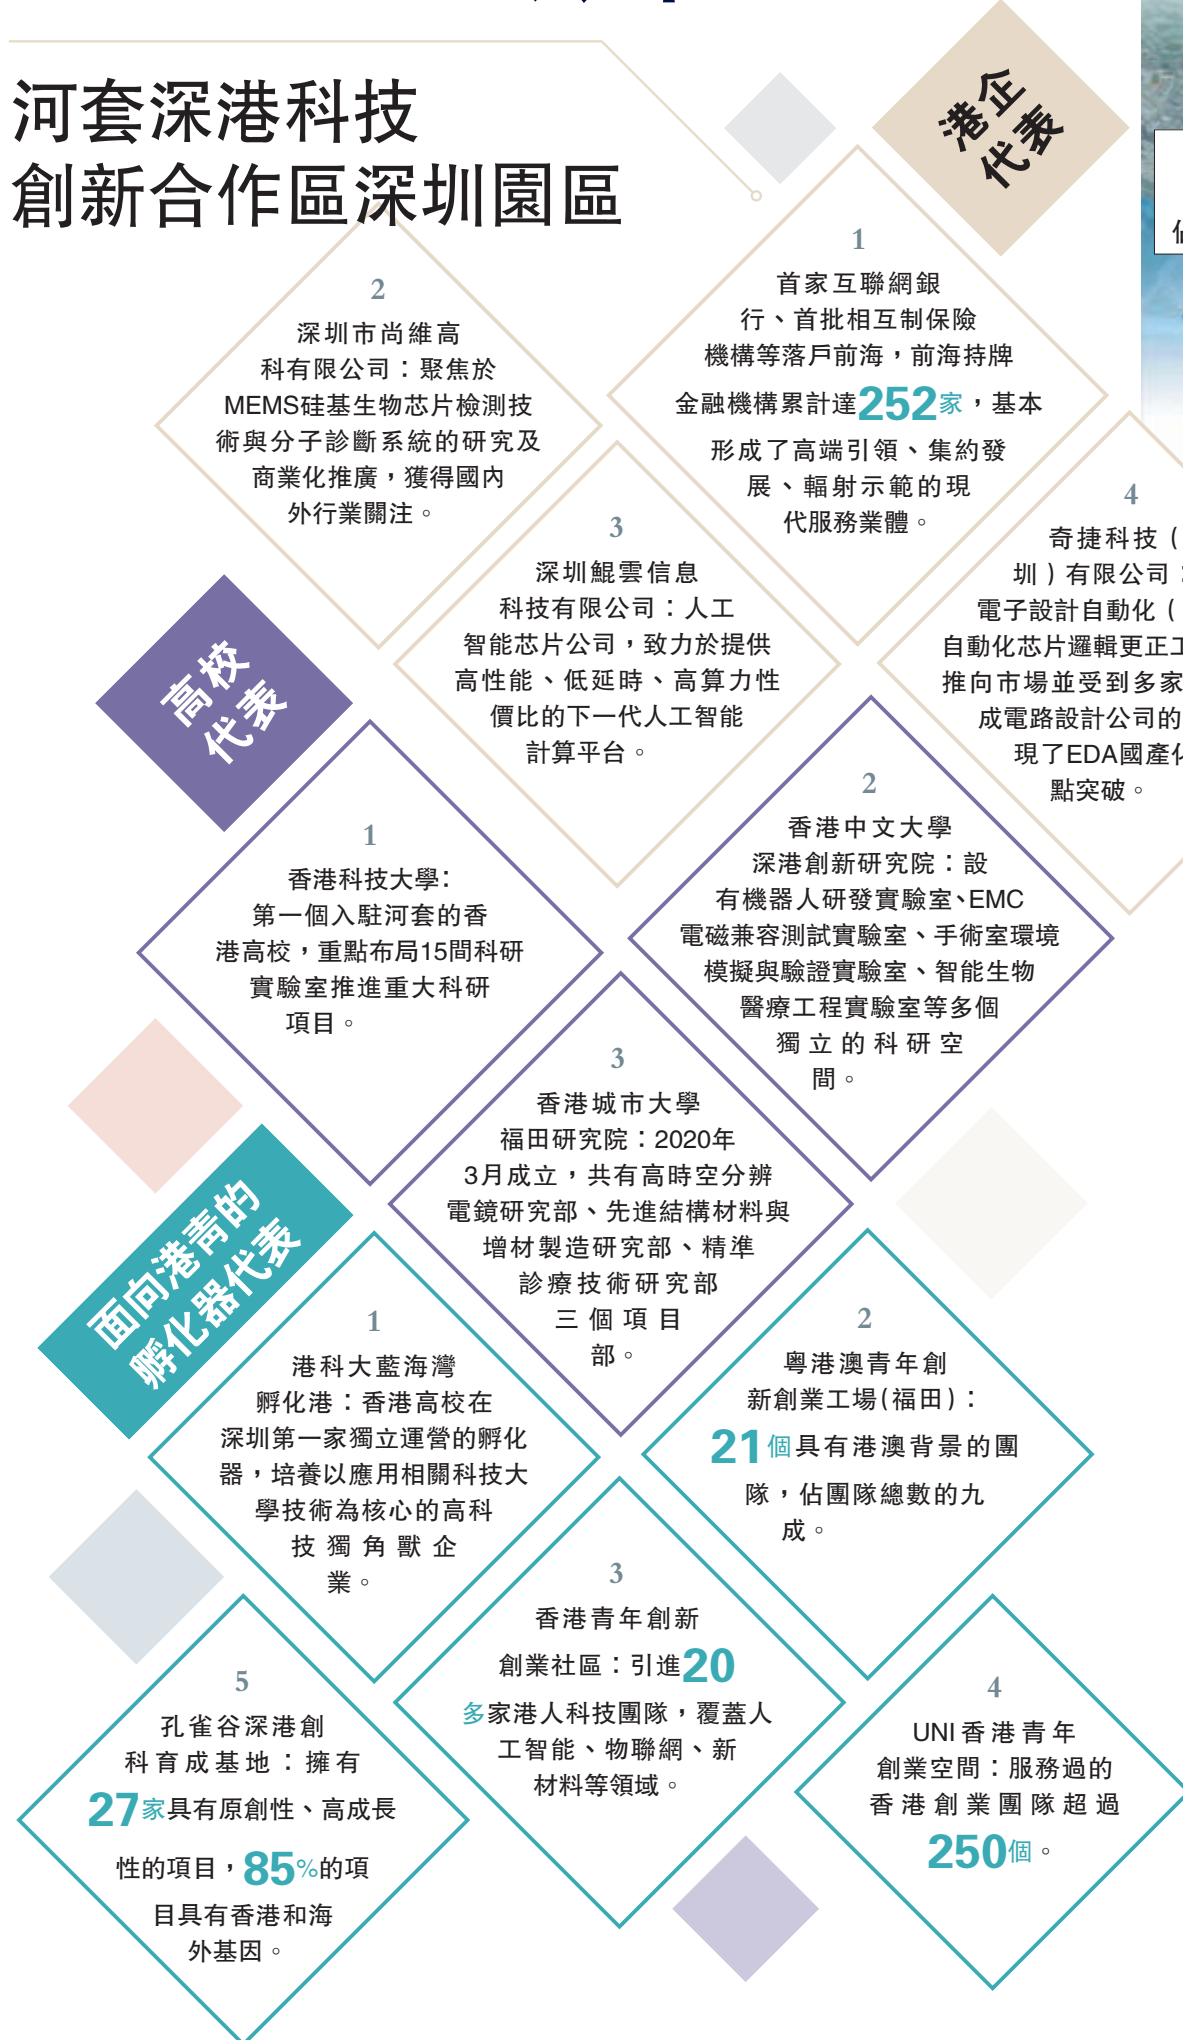 河套深港科技
創新合作區深圳園區
港企
代表
1
首家互聯網銀
行、首批相互制保險
機構等落戶前海，前海持牌
金融機構累計達252家，基本
形成了高端引領、集約發
展、輻射示範的現
代服務業體。
2
深圳市尚維高
科有限公司：聚焦於
MEMS硅基生物芯片檢測技
術與分子診斷系統的研究及
商業化推廣，獲得國內
外行業關注。
3
深圳鯤雲信息
科技有限公司：人工
智能芯片公司，致力於提供
高性能、低延時、高算力性
價比的下一代人工智能
計算平台。
4
奇捷科技（
圳）有限公司
電子設計自動化（
自動化芯片邏輯更正工
推向市場並受到多家
成電路設計公司的
現了EDA國產化
點突破。
高校
代表
1
香港科技大學：
第一個入駐河套的香
港高校，重點布局15間科研
實驗室推進重大科研
項目。
2
香港中文大學
深港創新研究院：設
有機器人研發實驗室、EMC
電磁兼容測試實驗室、手術室環境
模擬與驗證實驗室、智能生物
醫療工程實驗室等多個
獨立的科研空
間。
3
香港城市大學
福田研究院：2020年
3月成立，共有高時空分辨
電鏡研究部、先進結構材料與
增材製造研究部、精準
診療技術研究部
三個項目
部。
面向港青的
孵化器代表
1
港科大藍海灣
孵化港：香港高校在
深圳第一家獨立運營的孵化
器，培養以應用相關科技大
學技術為核心的高科
技獨角獸企
業。
2
粵港澳青年創
新創業工場(福田)：
21個具有港澳背景的團
隊，佔團隊總數的九
成。
3
香港青年創新
創業社區：引進20
多家港人科技團隊，覆蓋人
工智能、物聯網、新
材料等領域。
4
UNI香港青年
創業空間：服務過的
香港創業團隊超過
250個。
5
孔雀谷深港創
科育成基地：擁有
27家具有原創性、高成長
性的項目，85%的項
目具有香港和海
外基因。